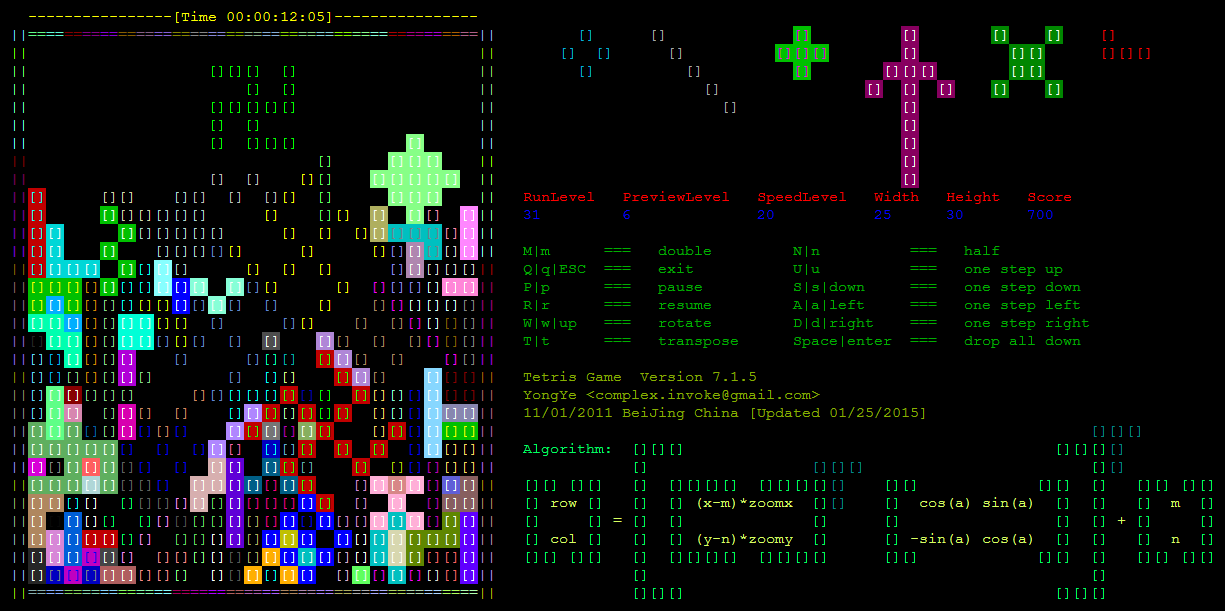 [Time 00:00:12:05]
RunLevel PreviewLevel SpeedLevel Width Height Score
31 6 20 25 30 700
M|m === double N|n === half
Q|q|ESC === exit U|u === one step up
P|p === pause S|s|down === one step down
R|r === resume A|a|left === one step left
W|w|up === rotate D|d|right === one step right
T|t === transpose Space|enter === drop all down
Tetris Game Version 7.1.5
YongYe <complex.invoke@gmail.com>
11/01/2011 BeiJing China [Updated 01/25/2015]
Algorithm:
row (x-m)*zoomx cos(a) sin(a) m
= +
col (y-n)*zoomy -sin(a) cos(a) n